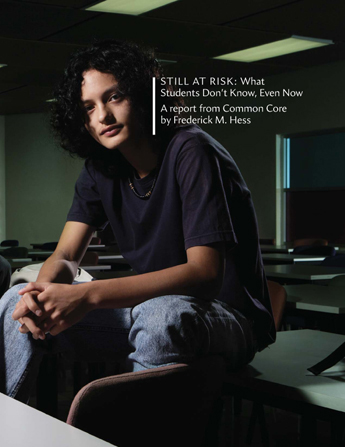 STILL AT RISK: What
Students Don't Know, Even Now
A report from Common Core
by Frederick M. Hess